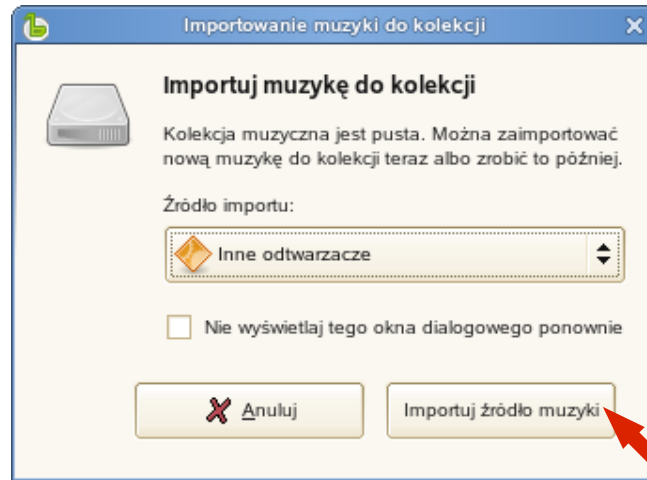 Importowanie muzyki do kolekcji
Importuj muzykę do kolekcji
Kolekcja muzyczna jest pusta. Można zaimportować
nową muzykę do kolekcji teraz albo zrobić to później.
Źródło importu:
Inne odtwarzacze
Nie wyświetlaj tego okna dialogowego ponownie
Anuluj Importuj źródło muzyki